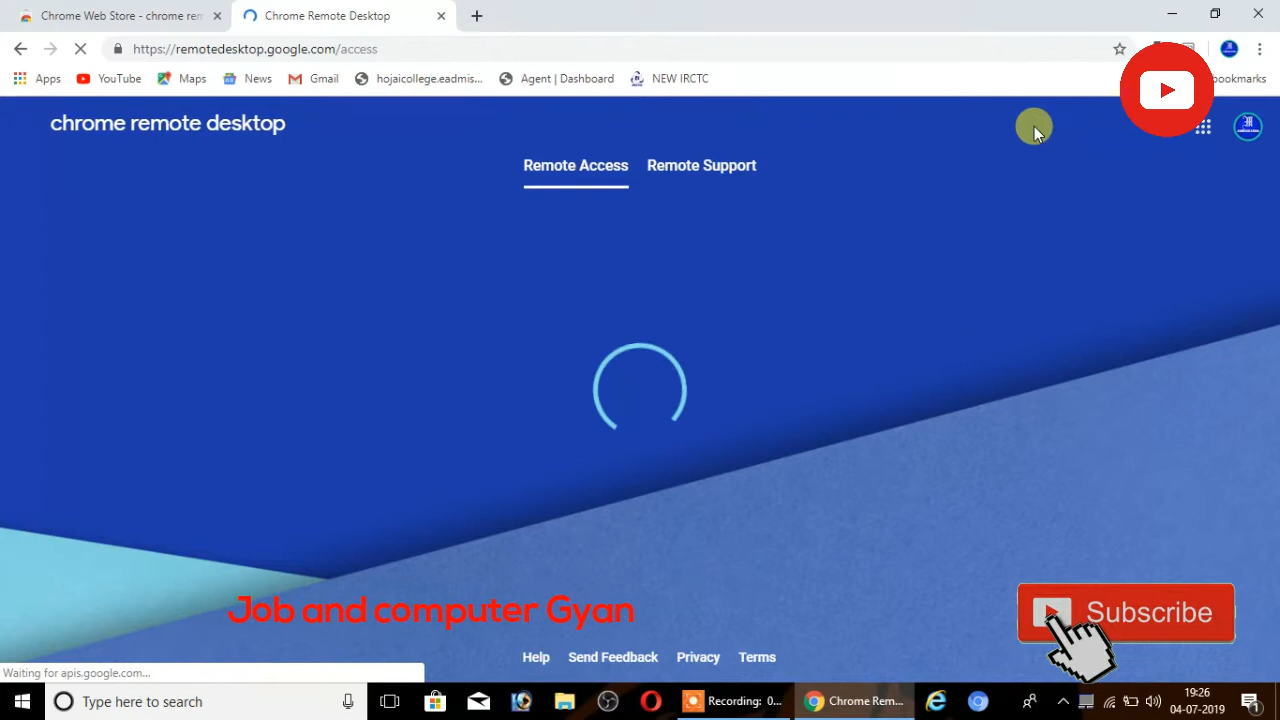 Chrome Web Store - chrome rem
Chrome Remote Desktop
https://remotedesktop.google.com/access
Apps YouTube Maps News Gmail hojaicollege.eadmis... Agent | Dashboard NEW IRCTC bookmarks
chrome remote desktop
Remote Access Remote Support
Job and computer Gyan
Subscribe
Help Send Feedback Privacy Terms
Waiting for apis.google.com...
Type here to search
Recording: 0...
Chrome Rem...
19:26
04-07-2019
1